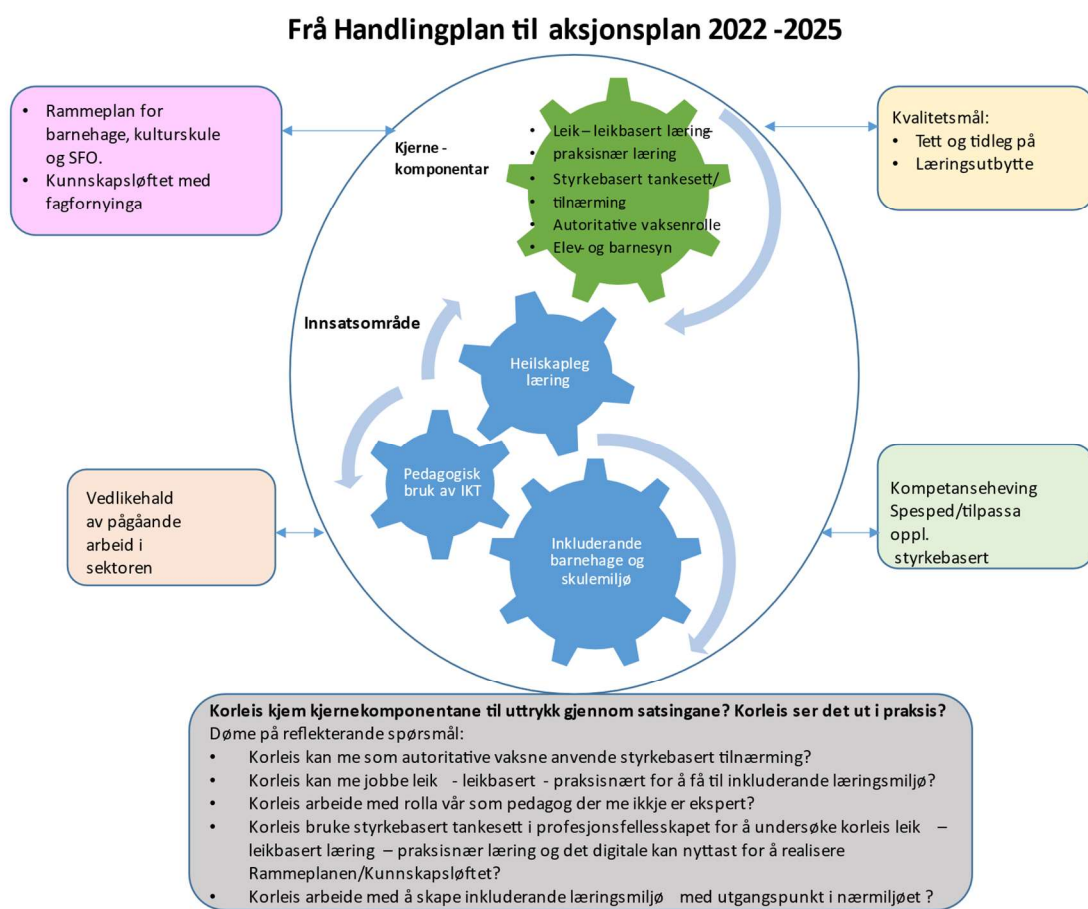 Frå Handlingplan til aksjonsplan 2022 -2025
• Rammeplan for
barnehage, kulturskule
og SFO.
• Kunnskapsløftet med
fagfornyinga
Kjerne -
komponentar
• Leik – leikbasert læring-
• praksisnær læring
• Styrkebasert tankesett/
• tilnærming
• Autoritative vaksenrolle
• Elev- og barnesyn
Kvalitetsmål:
• Tett og tidleg på
• Læringsutbytte
Innsatsområde
Heilskapleg
læring
Pedagogisk
bruk av IKT
Inkluderande
barnehage og
skulemiljø
Vedlikehald
av pågåande
arbeid i
sektoren
Kompetanseheving
Spesped/tilpassa
oppl.
styrkebasert
Korleis kjem kjernekomponentane til uttrykk gjennom satsingane? Korleis ser det ut i praksis?
Døme på reflekterande spørsmål:
• Korleis kan me som autoritative vaksne anvende styrkebasert tilnærming?
• Korleis kan me jobbe leik - leikbasert - praksisnært for å få til inkluderande læringsmiljø?
• Korleis arbeide med rolla vår som pedagog der me ikkje er ekspert?
• Korleis bruke styrkebasert tankesett i profesjonsfellesskapet for å undersøke korleis leik –
leikbasert læring – praksisnær læring og det digitale kan nyttast for å realisere
Rammeplanen/Kunnskapsløftet?
• Korleis arbeide med å skape inkluderande læringsmiljø med utgangspunkt i nærmiljøet ?